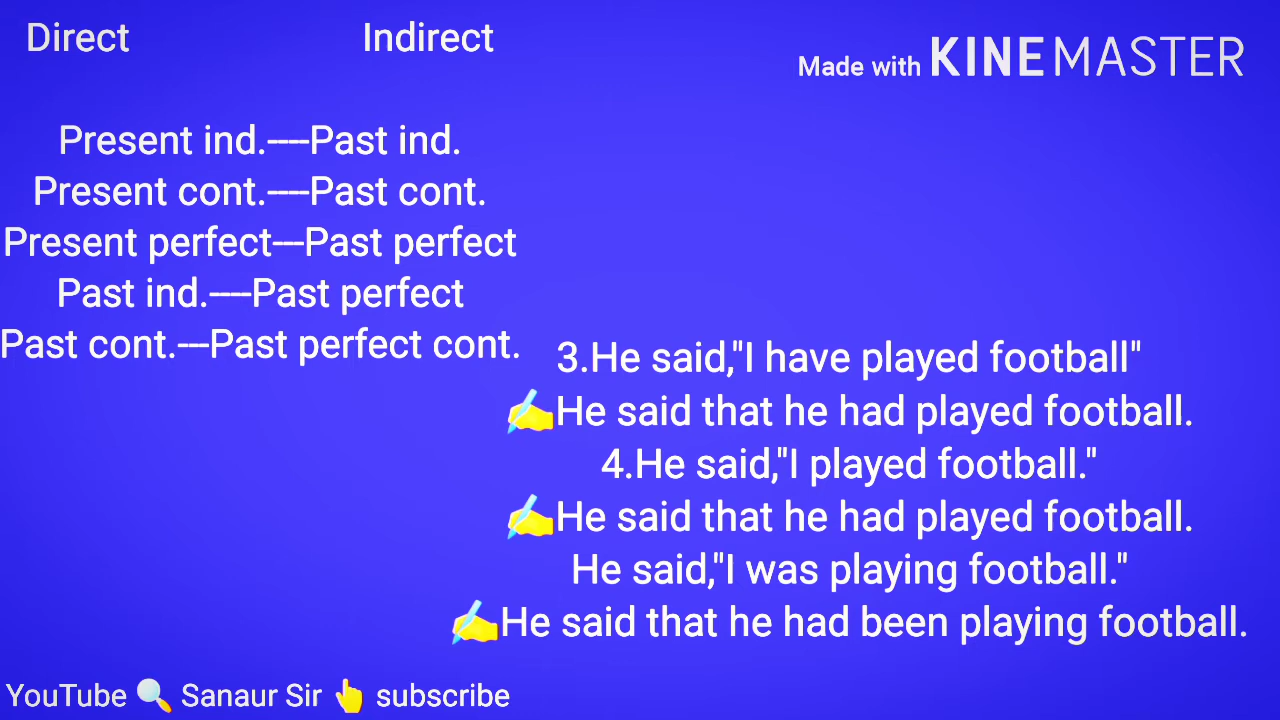 Direct Indirect
Made with KINEMASTER
Present ind.----Past ind.
Present cont.----Past cont.
Present perfect---Past perfect
Past ind.----Past perfect
Past cont.---Past perfect cont.
3.He said,"I have played football"
✍️He said that he had played football.
4.He said,"I played football."
✍️He said that he had played football.
He said,"I was playing football."
✍️He said that he had been playing football.
YouTube 🔍 Sanaur Sir 👆 subscribe